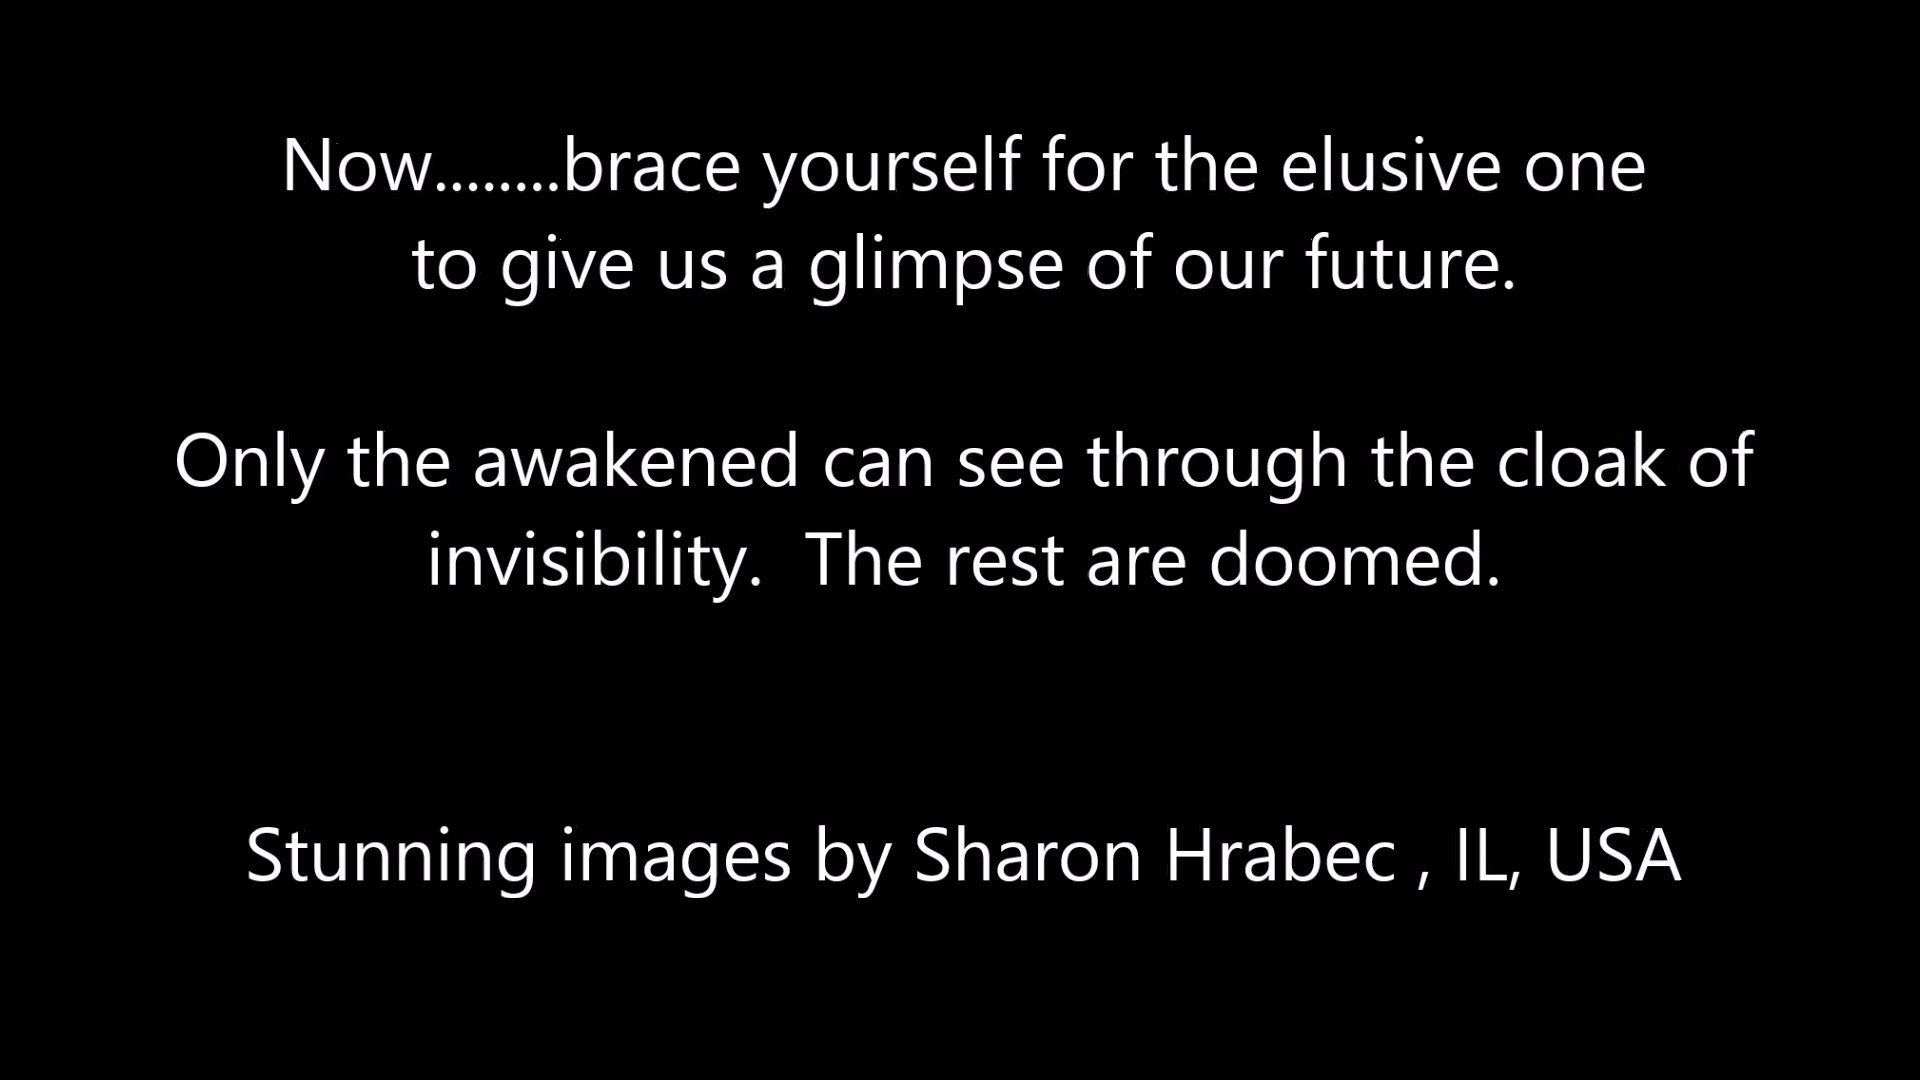 Now........brace yourself for the elusive one
to give us a glimpse of our future.
Only the awakened can see through the cloak of
invisibility.  The rest are doomed.
Stunning images by Sharon Hrabec , IL, USA